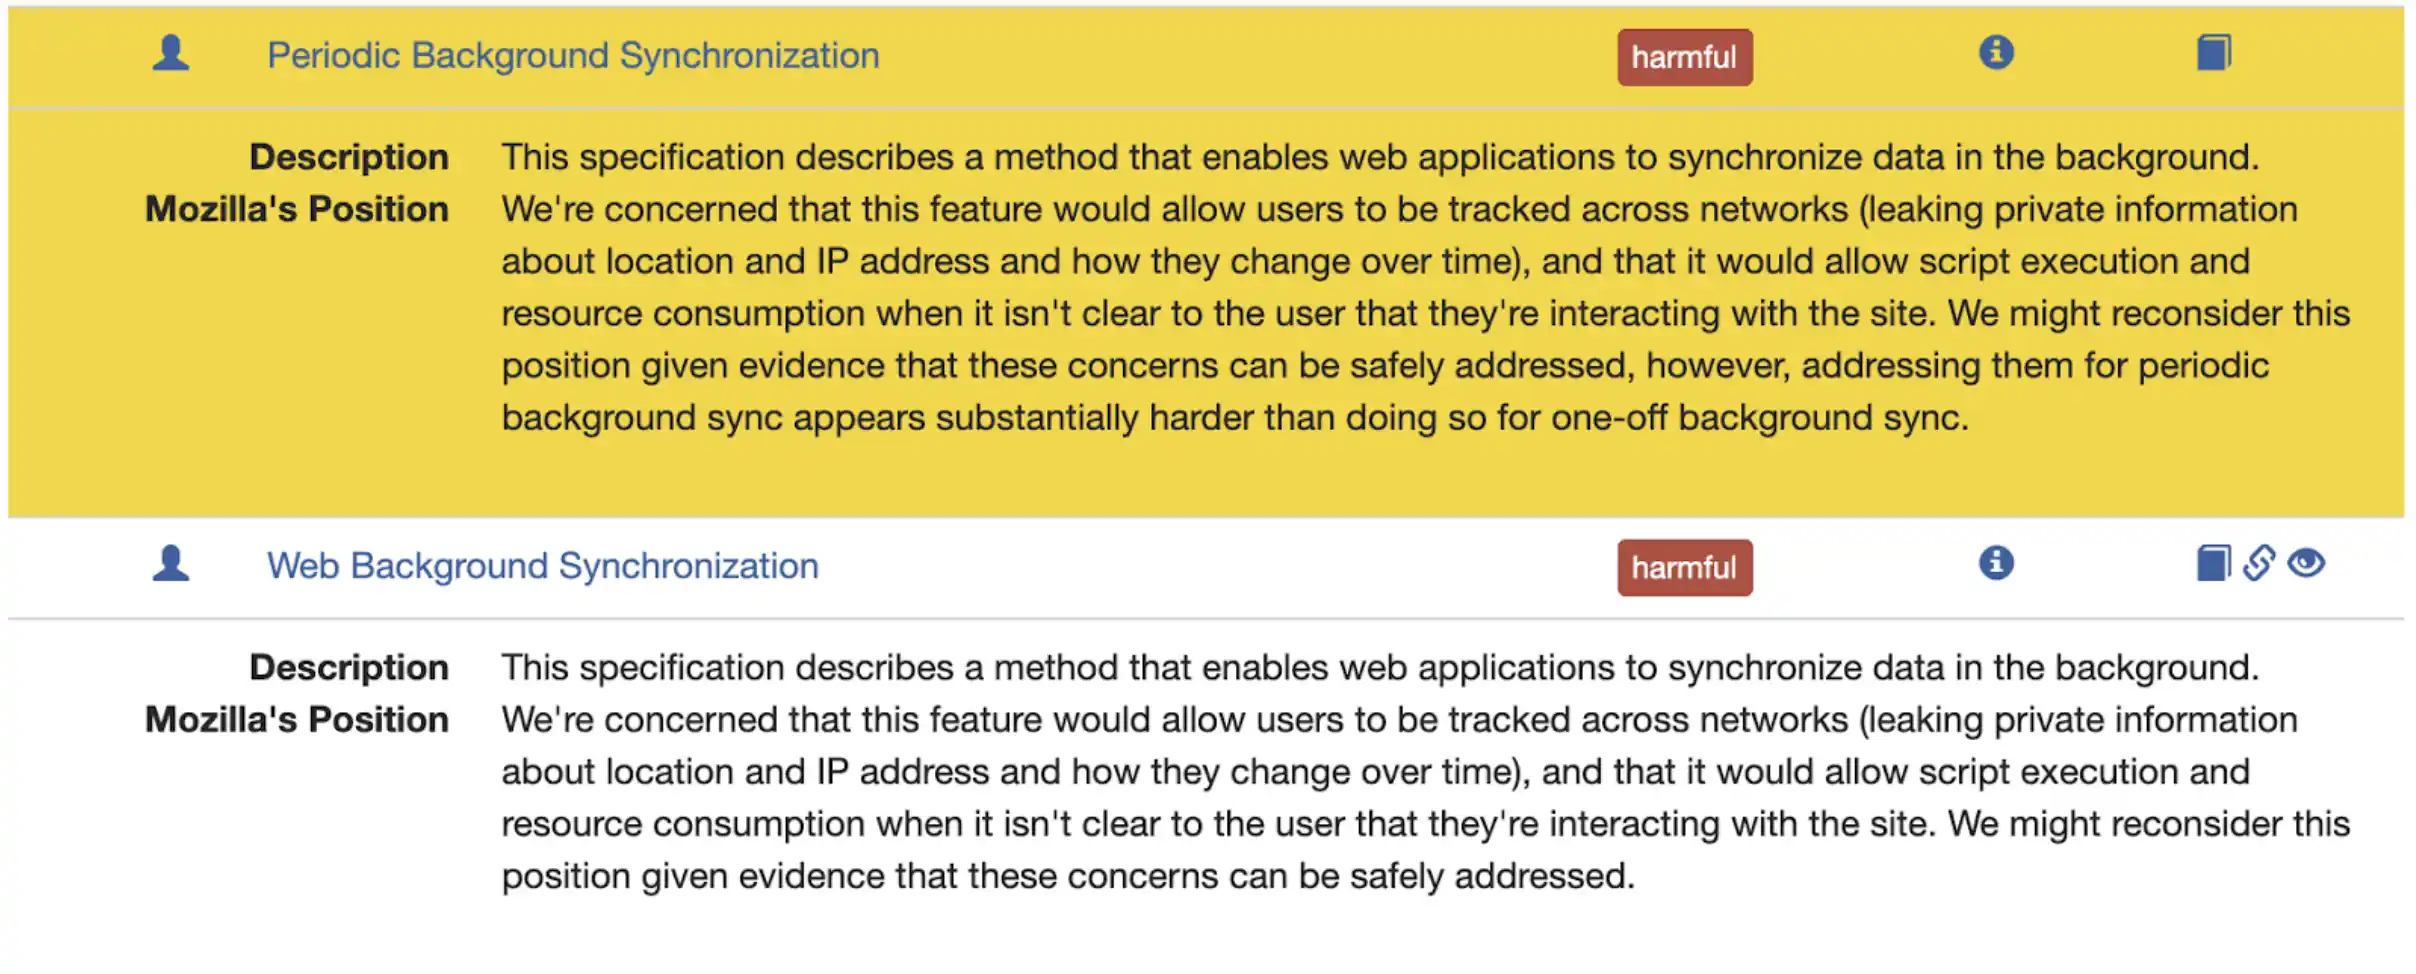 Periodic Background Synchronization harmful
Description This specification describes a method that enables web applications to synchronize data in the background.
Mozilla's Position We're concerned that this feature would allow users to be tracked across networks (leaking private information
about location and IP address and how they change over time), and that it would allow script execution and
resource consumption when it isn't clear to the user that they're interacting with the site. We might reconsider this
position given evidence that these concerns can be safely addressed, however, addressing them for periodic
background sync appears substantially harder than doing so for one-off background sync.
Web Background Synchronization harmful
Description This specification describes a method that enables web applications to synchronize data in the background.
Mozilla's Position We're concerned that this feature would allow users to be tracked across networks (leaking private information
about location and IP address and how they change over time), and that it would allow script execution and
resource consumption when it isn't clear to the user that they're interacting with the site. We might reconsider this
position given evidence that these concerns can be safely addressed.